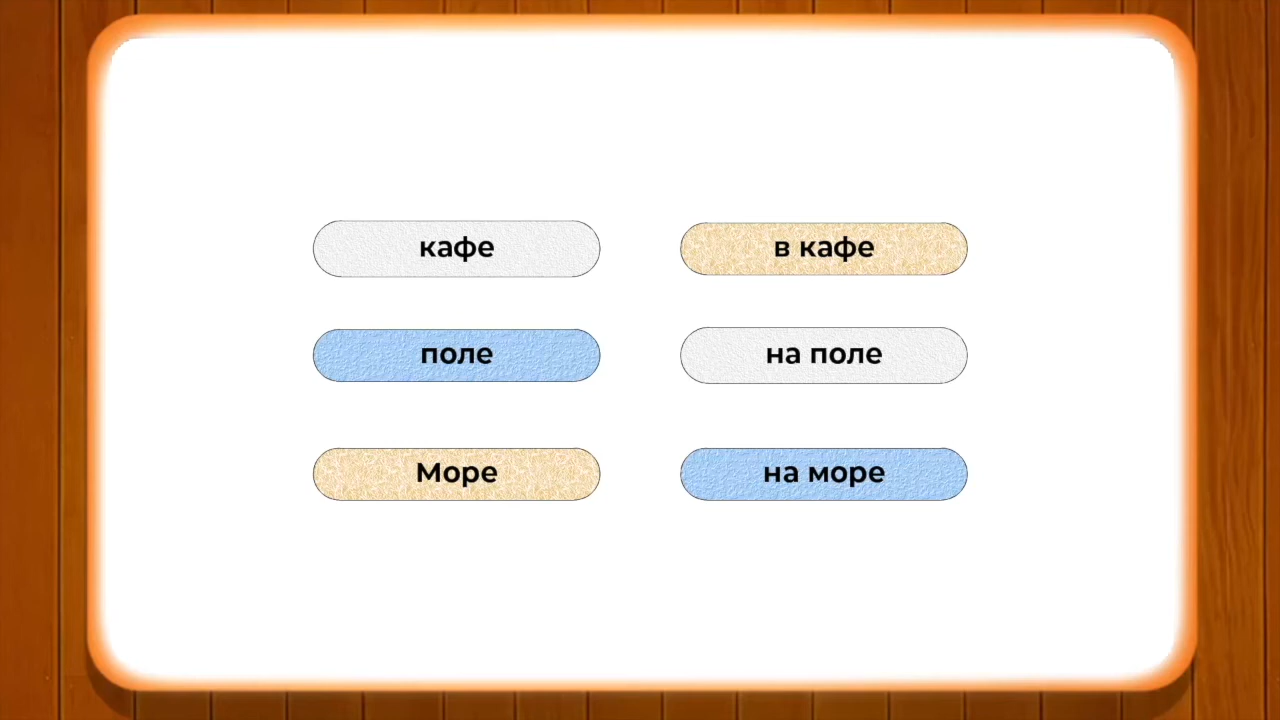 кафе
в кафе
поле
на поле
Море
на море